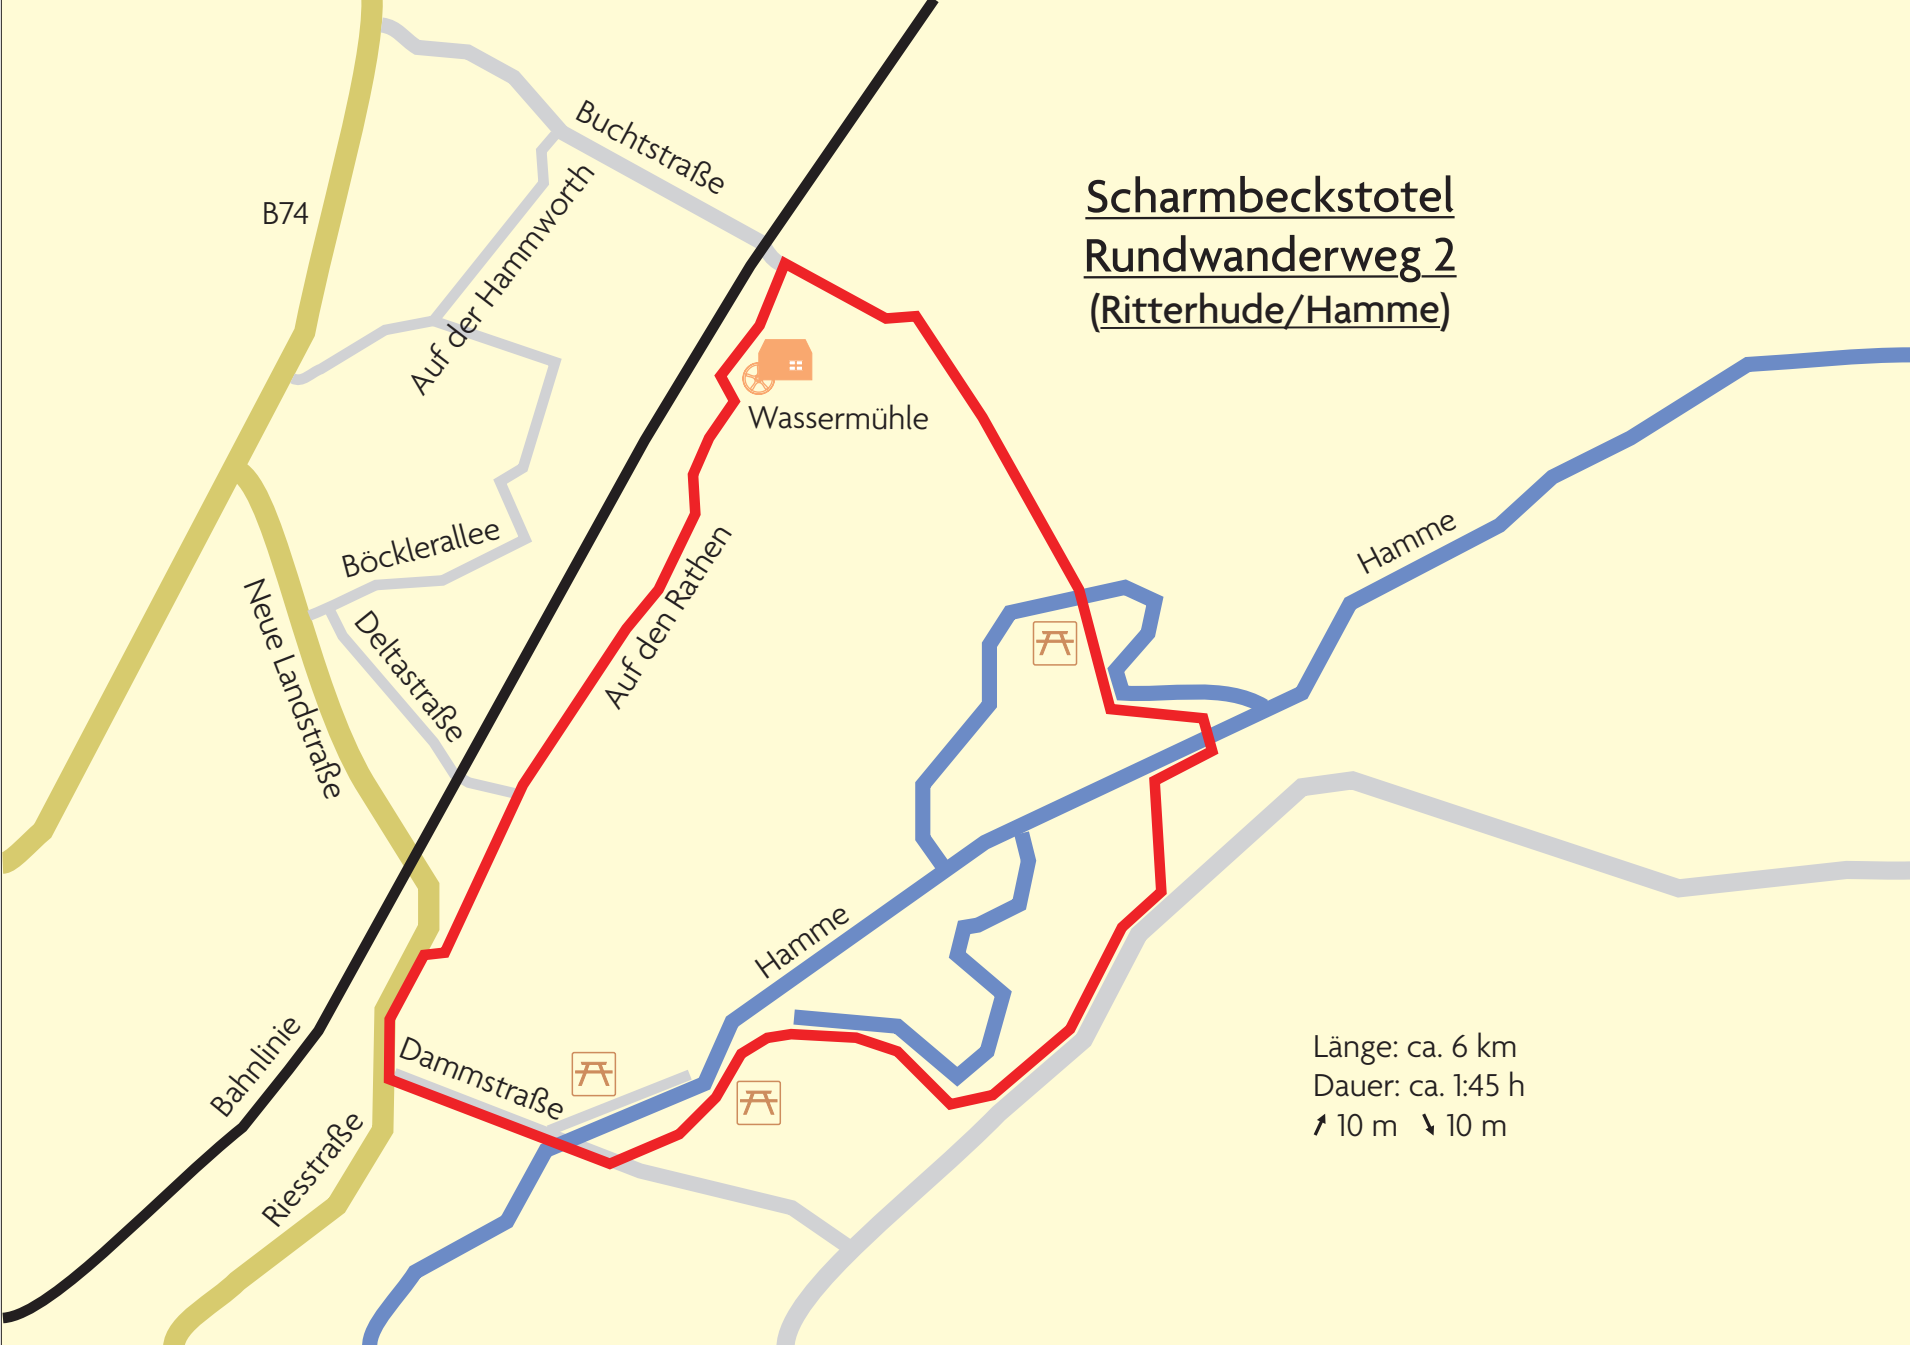 Buchtstraße
B74
Auf der Hammworth
Scharmbeckstotel
Rundwanderweg 2
(Ritterhude/Hamme)
Wassermühle
Böcklerallee
Hamme
Neue Landstraße
Deltastraße
Auf den Rathen
Hamme
Bahnlinie
Dammstraße
Riesstraße
Länge: ca. 6 km
Dauer: ca. 1:45 h
10 m 10 m